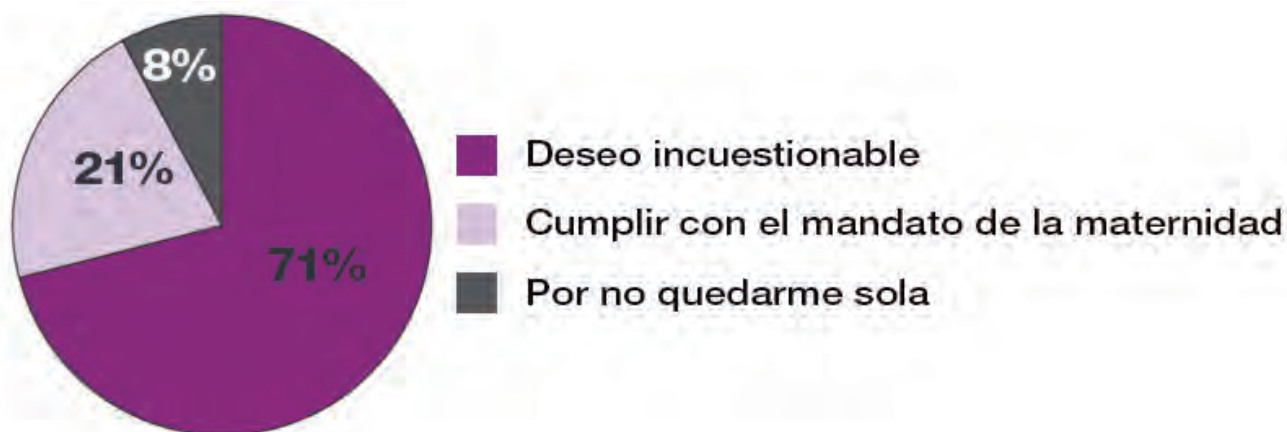 8%
21%
71%
Deseo incuestionable
Cumplir con el mandato de la maternidad
Por no quedarme sola